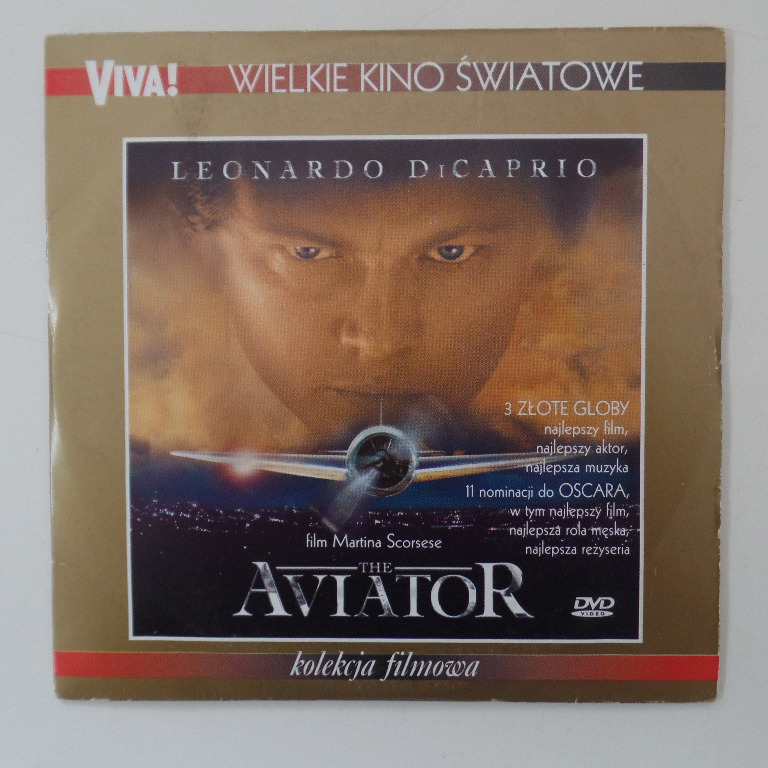 VIVA! WIELKIE KINO ŚWIATOWE
LEONARDO DiCAPRIO
3 ZŁOTE GLOBY
najlepszy film,
najlepszy aktor,
najlepsza muzyka
11 nominacji do OSCARA,
w tym najlepszy film,
najlepsza rola męska,
najlepsza reżyseria
film Martina Scorsese
THE
AVIATOR
DVD
VIDEO
kolekcja filmowa